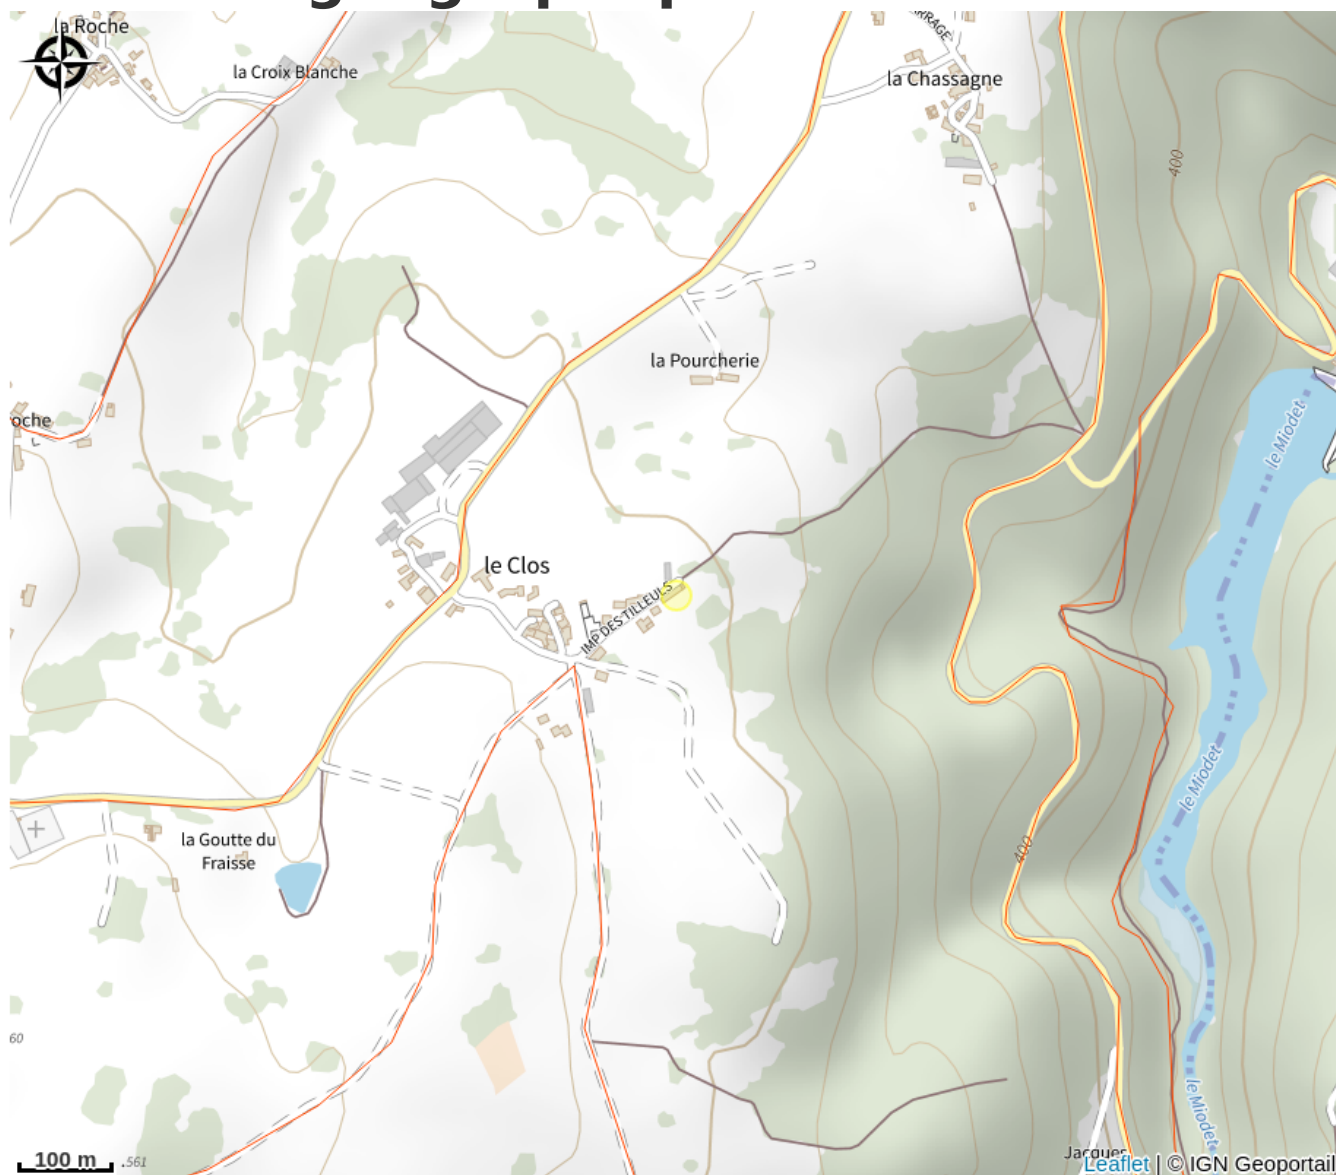 la Roche
la Croix Blanche
la Chassagne
400
la Pourcherie
le Miodet
le Clos
IMP DES TILLEULS
le Miodet
400
la Goutte du
Fraisse
60
le Miodet
100 m
.561
Leaflet | © IGN Geoportail